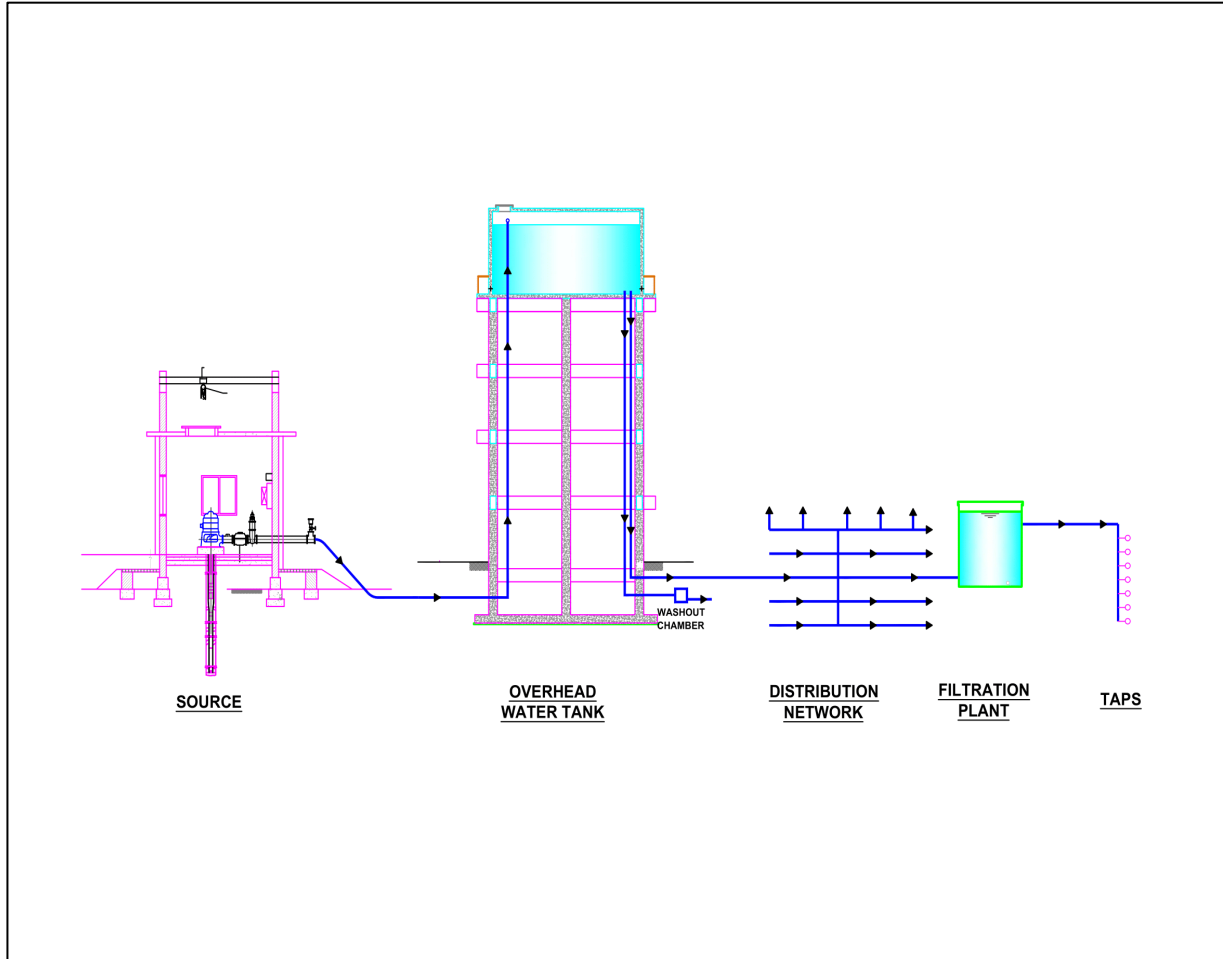 WASHOUT
CHAMBER
SOURCE
OVERHEAD
WATER TANK
DISTRIBUTION
NETWORK
FILTRATION
PLANT
TAPS